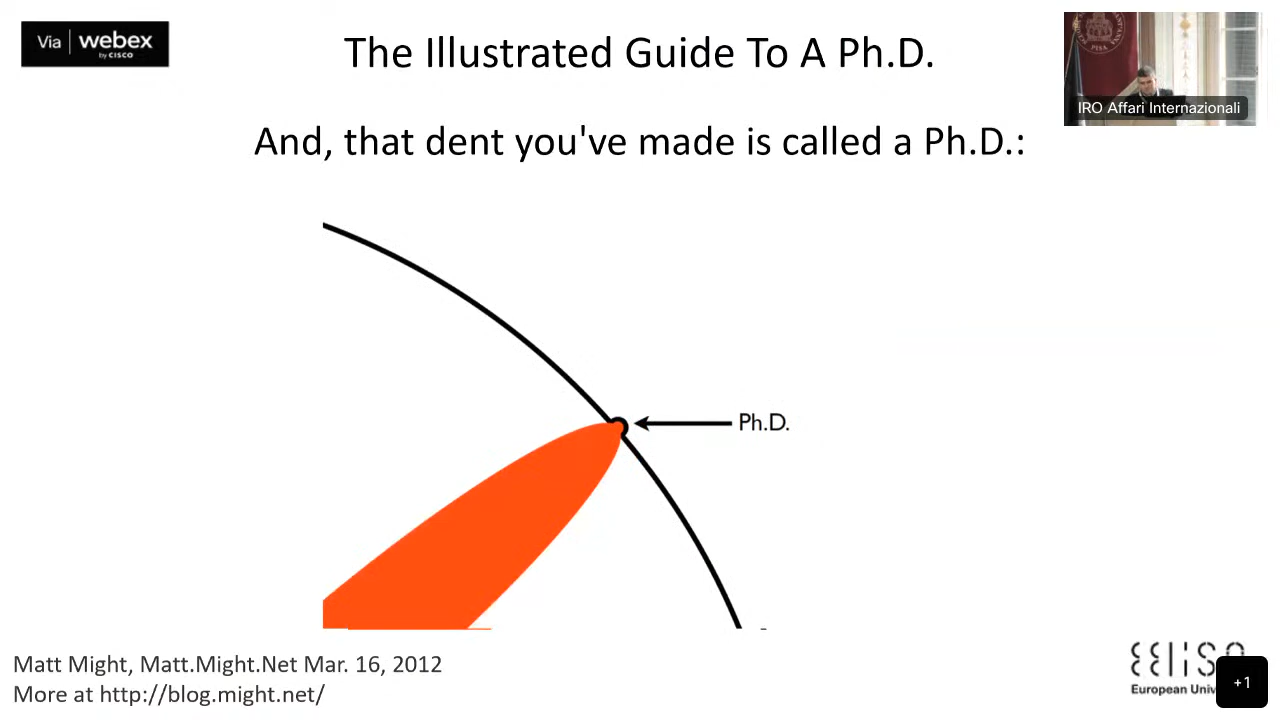 Via webex
by CISCO
The Illustrated Guide To A Ph.D.
PISA
IRO Affari Internazionali
And, that dent you've made is called a Ph.D.:
Ph.D.
Matt Might, Matt.Might.Net Mar. 16, 2012
More at http://blog.might.net/
European
+1